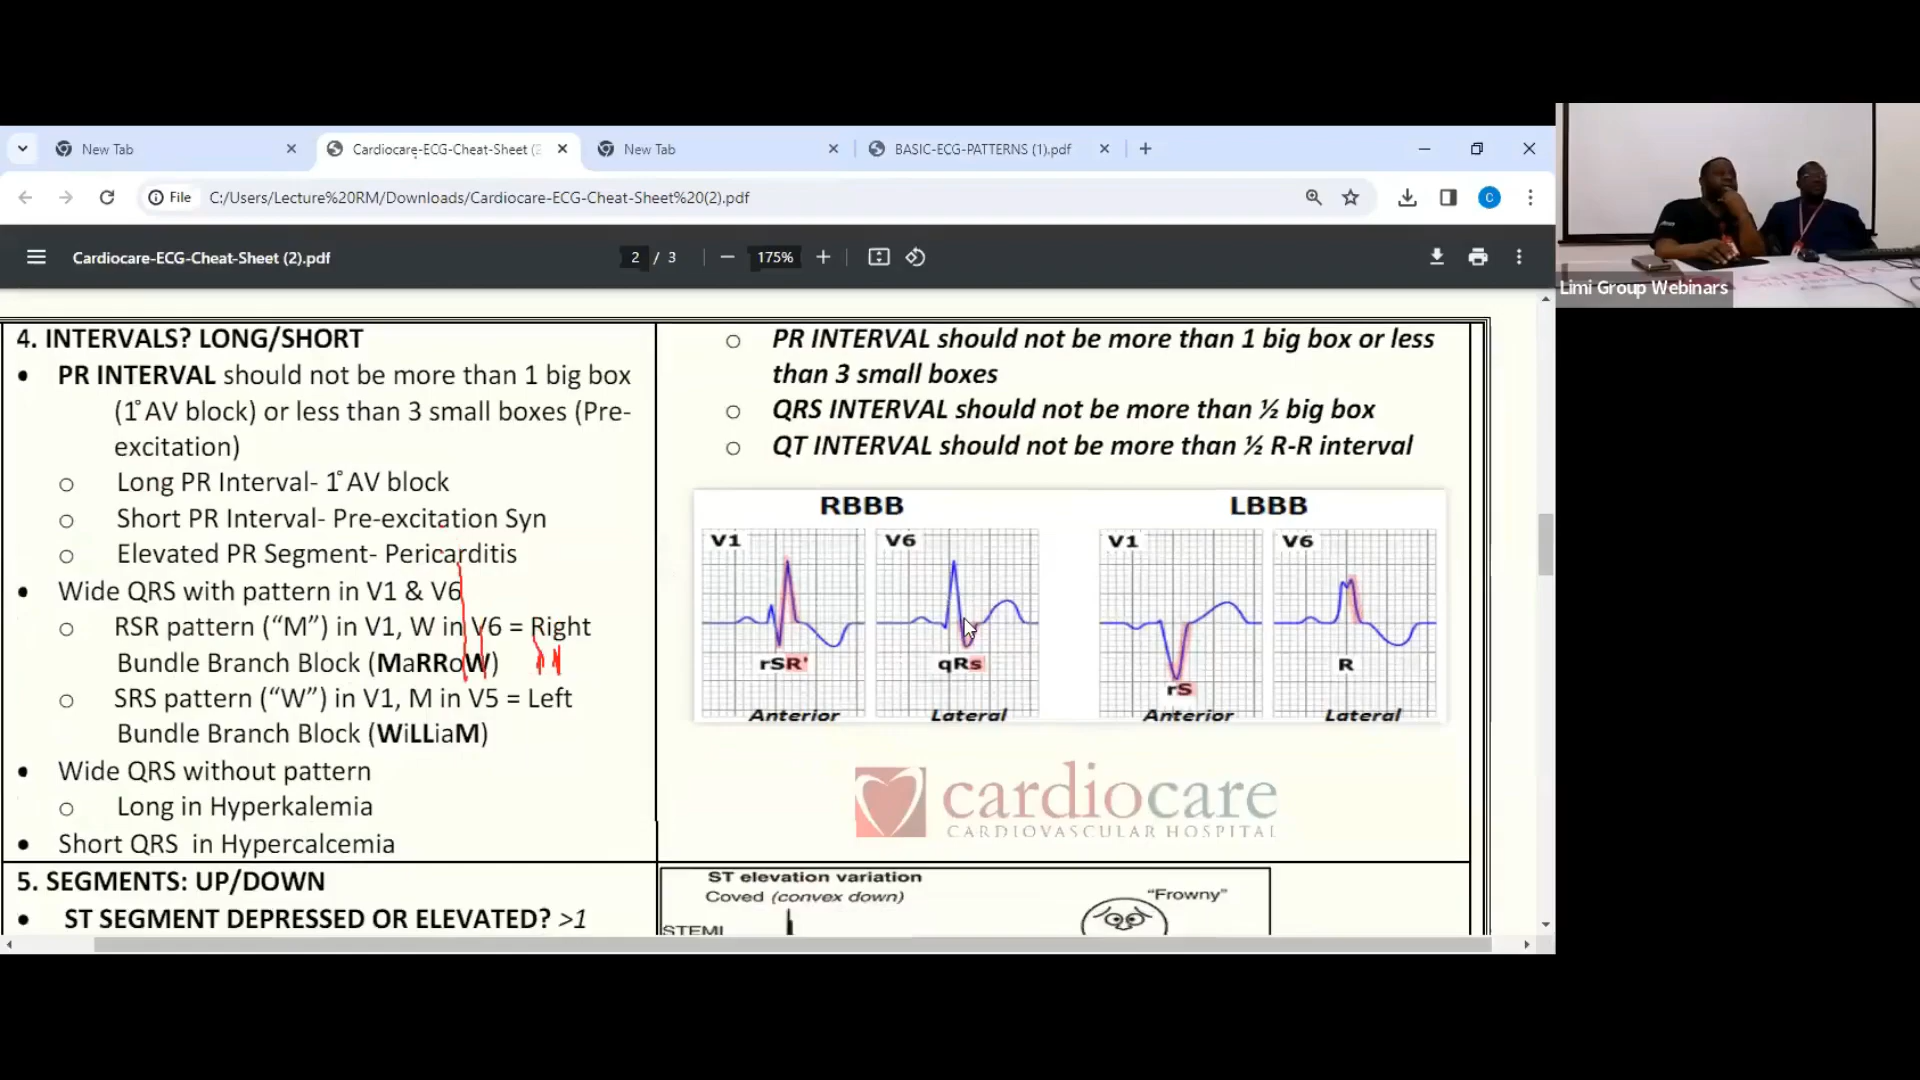 New Tab
Cardiocare-ECG-Cheat-Sheet (2
New Tab
BASIC-ECG-PATTERNS (1).pdf
File
C:/Users/Lecture%20RM/Downloads/Cardiocare-ECG-Cheat-Sheet%20(2).pdf
C
Cardiocare-ECG-Cheat-Sheet (2).pdf
2 / 3
175%
Limi Group Webinars
4. INTERVALS? LONG/SHORT
• PR INTERVAL should not be more than 1 big box
(1° AV block) or less than 3 small boxes (Pre-
excitation)
o Long PR Interval- 1° AV block
o Short PR Interval- Pre-excitation Syn
o Elevated PR Segment- Pericarditis
• Wide QRS with pattern in V1 & V6
o RSR pattern (“M”) in V1, W in V6 = Right
Bundle Branch Block (MaRRoW)
o SRS pattern (“W”) in V1, M in V5 = Left
Bundle Branch Block (WiLLiaM)
• Wide QRS without pattern
o Long in Hyperkalemia
• Short QRS in Hypercalcemia
5. SEGMENTS: UP/DOWN
• ST SEGMENT DEPRESSED OR ELEVATED? >1
o PR INTERVAL should not be more than 1 big box or less
than 3 small boxes
o QRS INTERVAL should not be more than ½ big box
o QT INTERVAL should not be more than ½ R-R interval
RBBB
LBBB
V1
V6
V1
V6
rSR'
qRs
rS
R
Anterior
Lateral
Anterior
Lateral
cardiocare
CARDIOVASCULAR HOSPITAL
ST elevation variation
Coved (convex down)
“Frowny”
STEMI